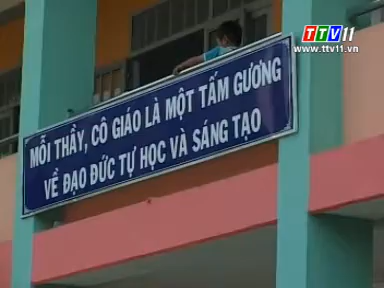 TTV11
www.ttv11.vn
MỖI THẦY, CÔ GIÁO LÀ MỘT TẤM GƯƠNG
VỀ ĐẠO ĐỨC TỰ HỌC VÀ SÁNG TẠO